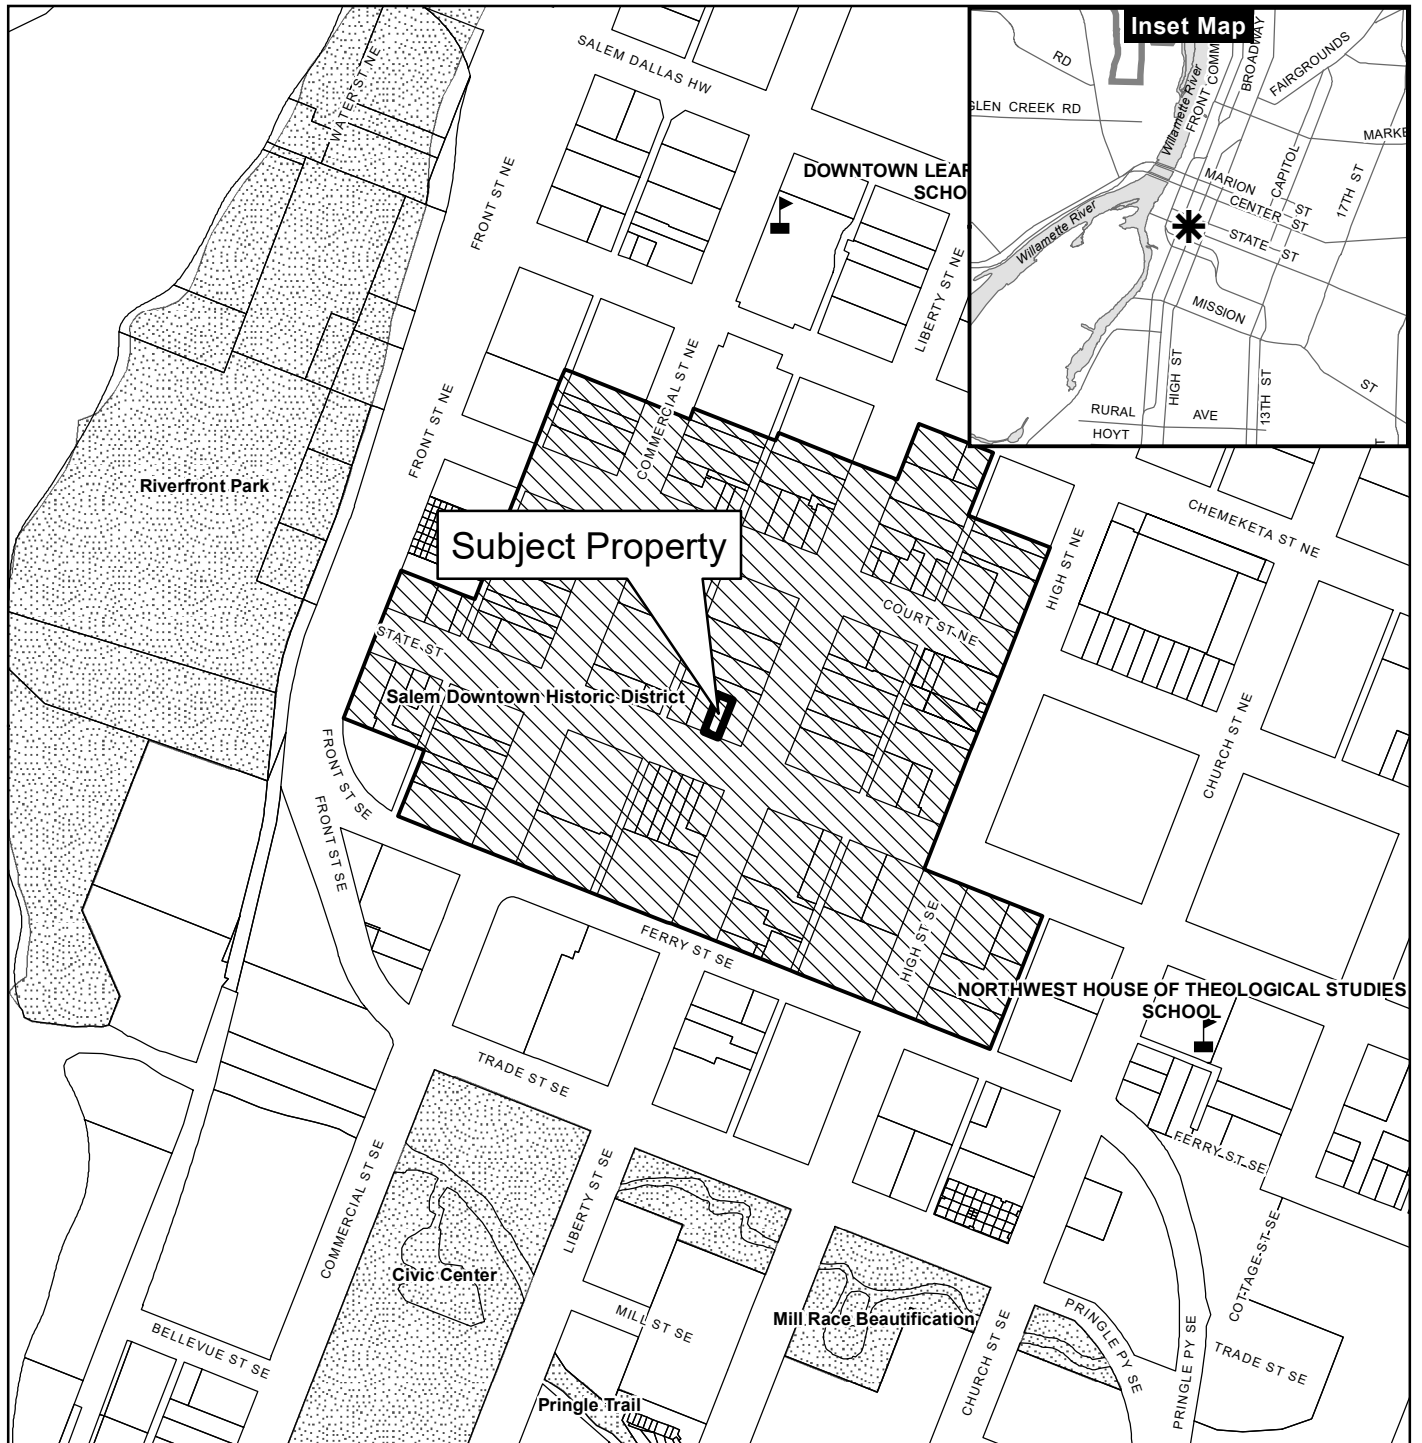 Inset Map
RD
GLEN CREEK RD
Willamette River
Willamette River
FRONT
COMM
BROADWAY
FAIRGROUNDS
MARKE
MARION
ST
CENTER
ST
CAPITOL
17TH ST
STATE
ST
MISSION
ST
HIGH ST
13TH ST
RURAL
AVE
HOYT
T
SALEM DALLAS HW
WATER ST NE
FRONT ST NE
DOWNTOWN LEAR
SCHO
LIBERTY ST NE
COMMERCIAL ST NE
FRONT ST NE
Riverfront Park
Subject Property
CHEMEKETA ST NE
HIGH ST NE
COURT ST NE
STATE ST
Salem Downtown Historic District
CHURCH ST NE
FRONT ST SE
FRONT ST SE
FERRY ST SE
HIGH ST SE
NORTHWEST HOUSE OF THEOLOGICAL STUDIES
SCHOOL
TRADE ST SE
FERRY ST SE
COMMERCIAL ST SE
LIBERTY ST SE
COTTAGE ST SE
Civic Center
MILL ST SE
Mill Race Beautification
PRINGLE PY SE
BELLEVUE ST SE
CHURCH ST SE
PRINGLE PY SE
TRADE ST SE
Pringle Trail